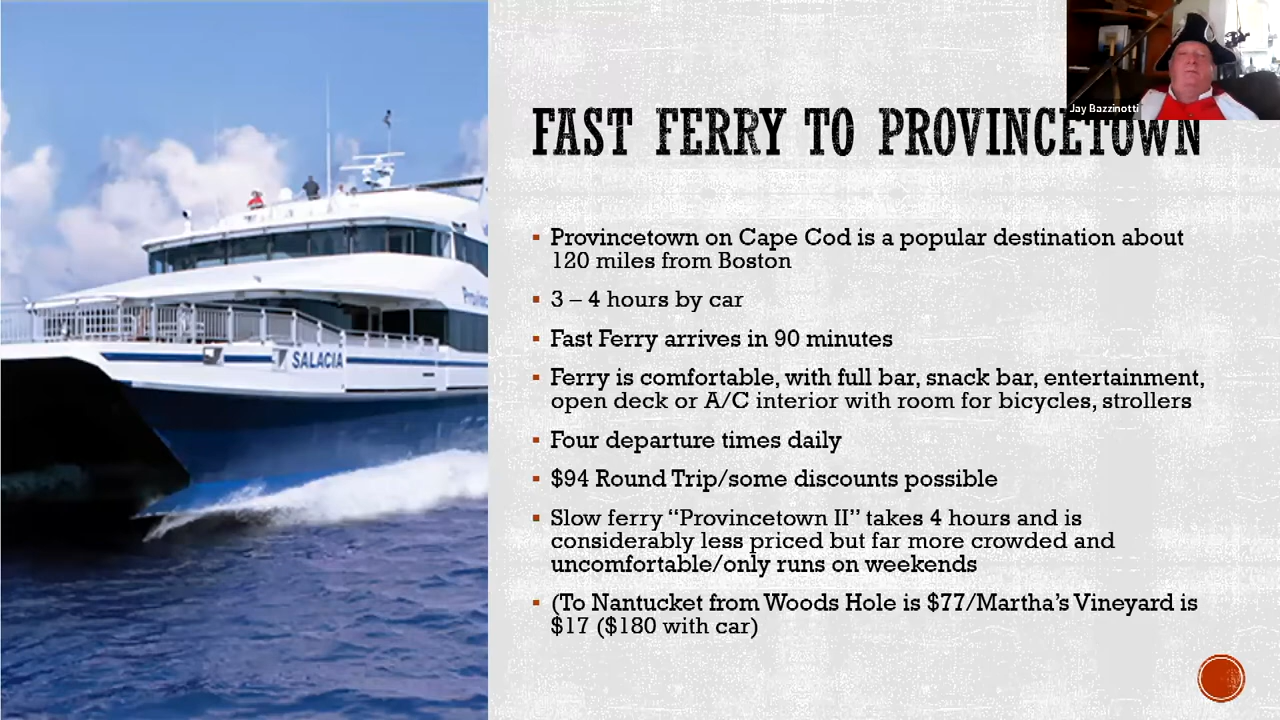 Jay Bazzinotti
FAST FERRY TO PROVINCETOWN
Provincetown on Cape Cod is a popular destination about
120 miles from Boston
3 – 4 hours by car
Fast Ferry arrives in 90 minutes
Ferry is comfortable, with full bar, snack bar, entertainment,
open deck or A/C interior with room for bicycles, strollers
Four departure times daily
$94 Round Trip/some discounts possible
Slow ferry “Provincetown II” takes 4 hours and is
considerably less priced but far more crowded and
uncomfortable/only runs on weekends
(To Nantucket from Woods Hole is $77/Martha’s Vineyard is
$17 ($180 with car)
SALACIA